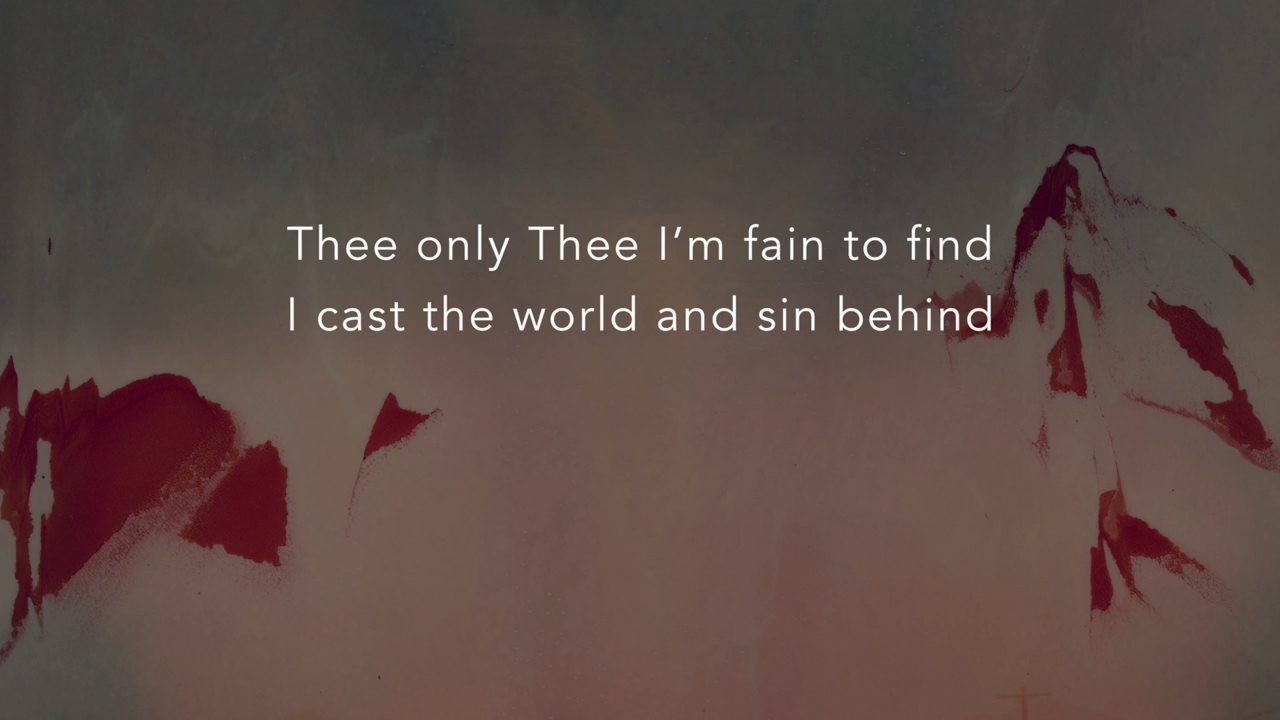 Thee only Thee I’m fain to find
I cast the world and sin behind